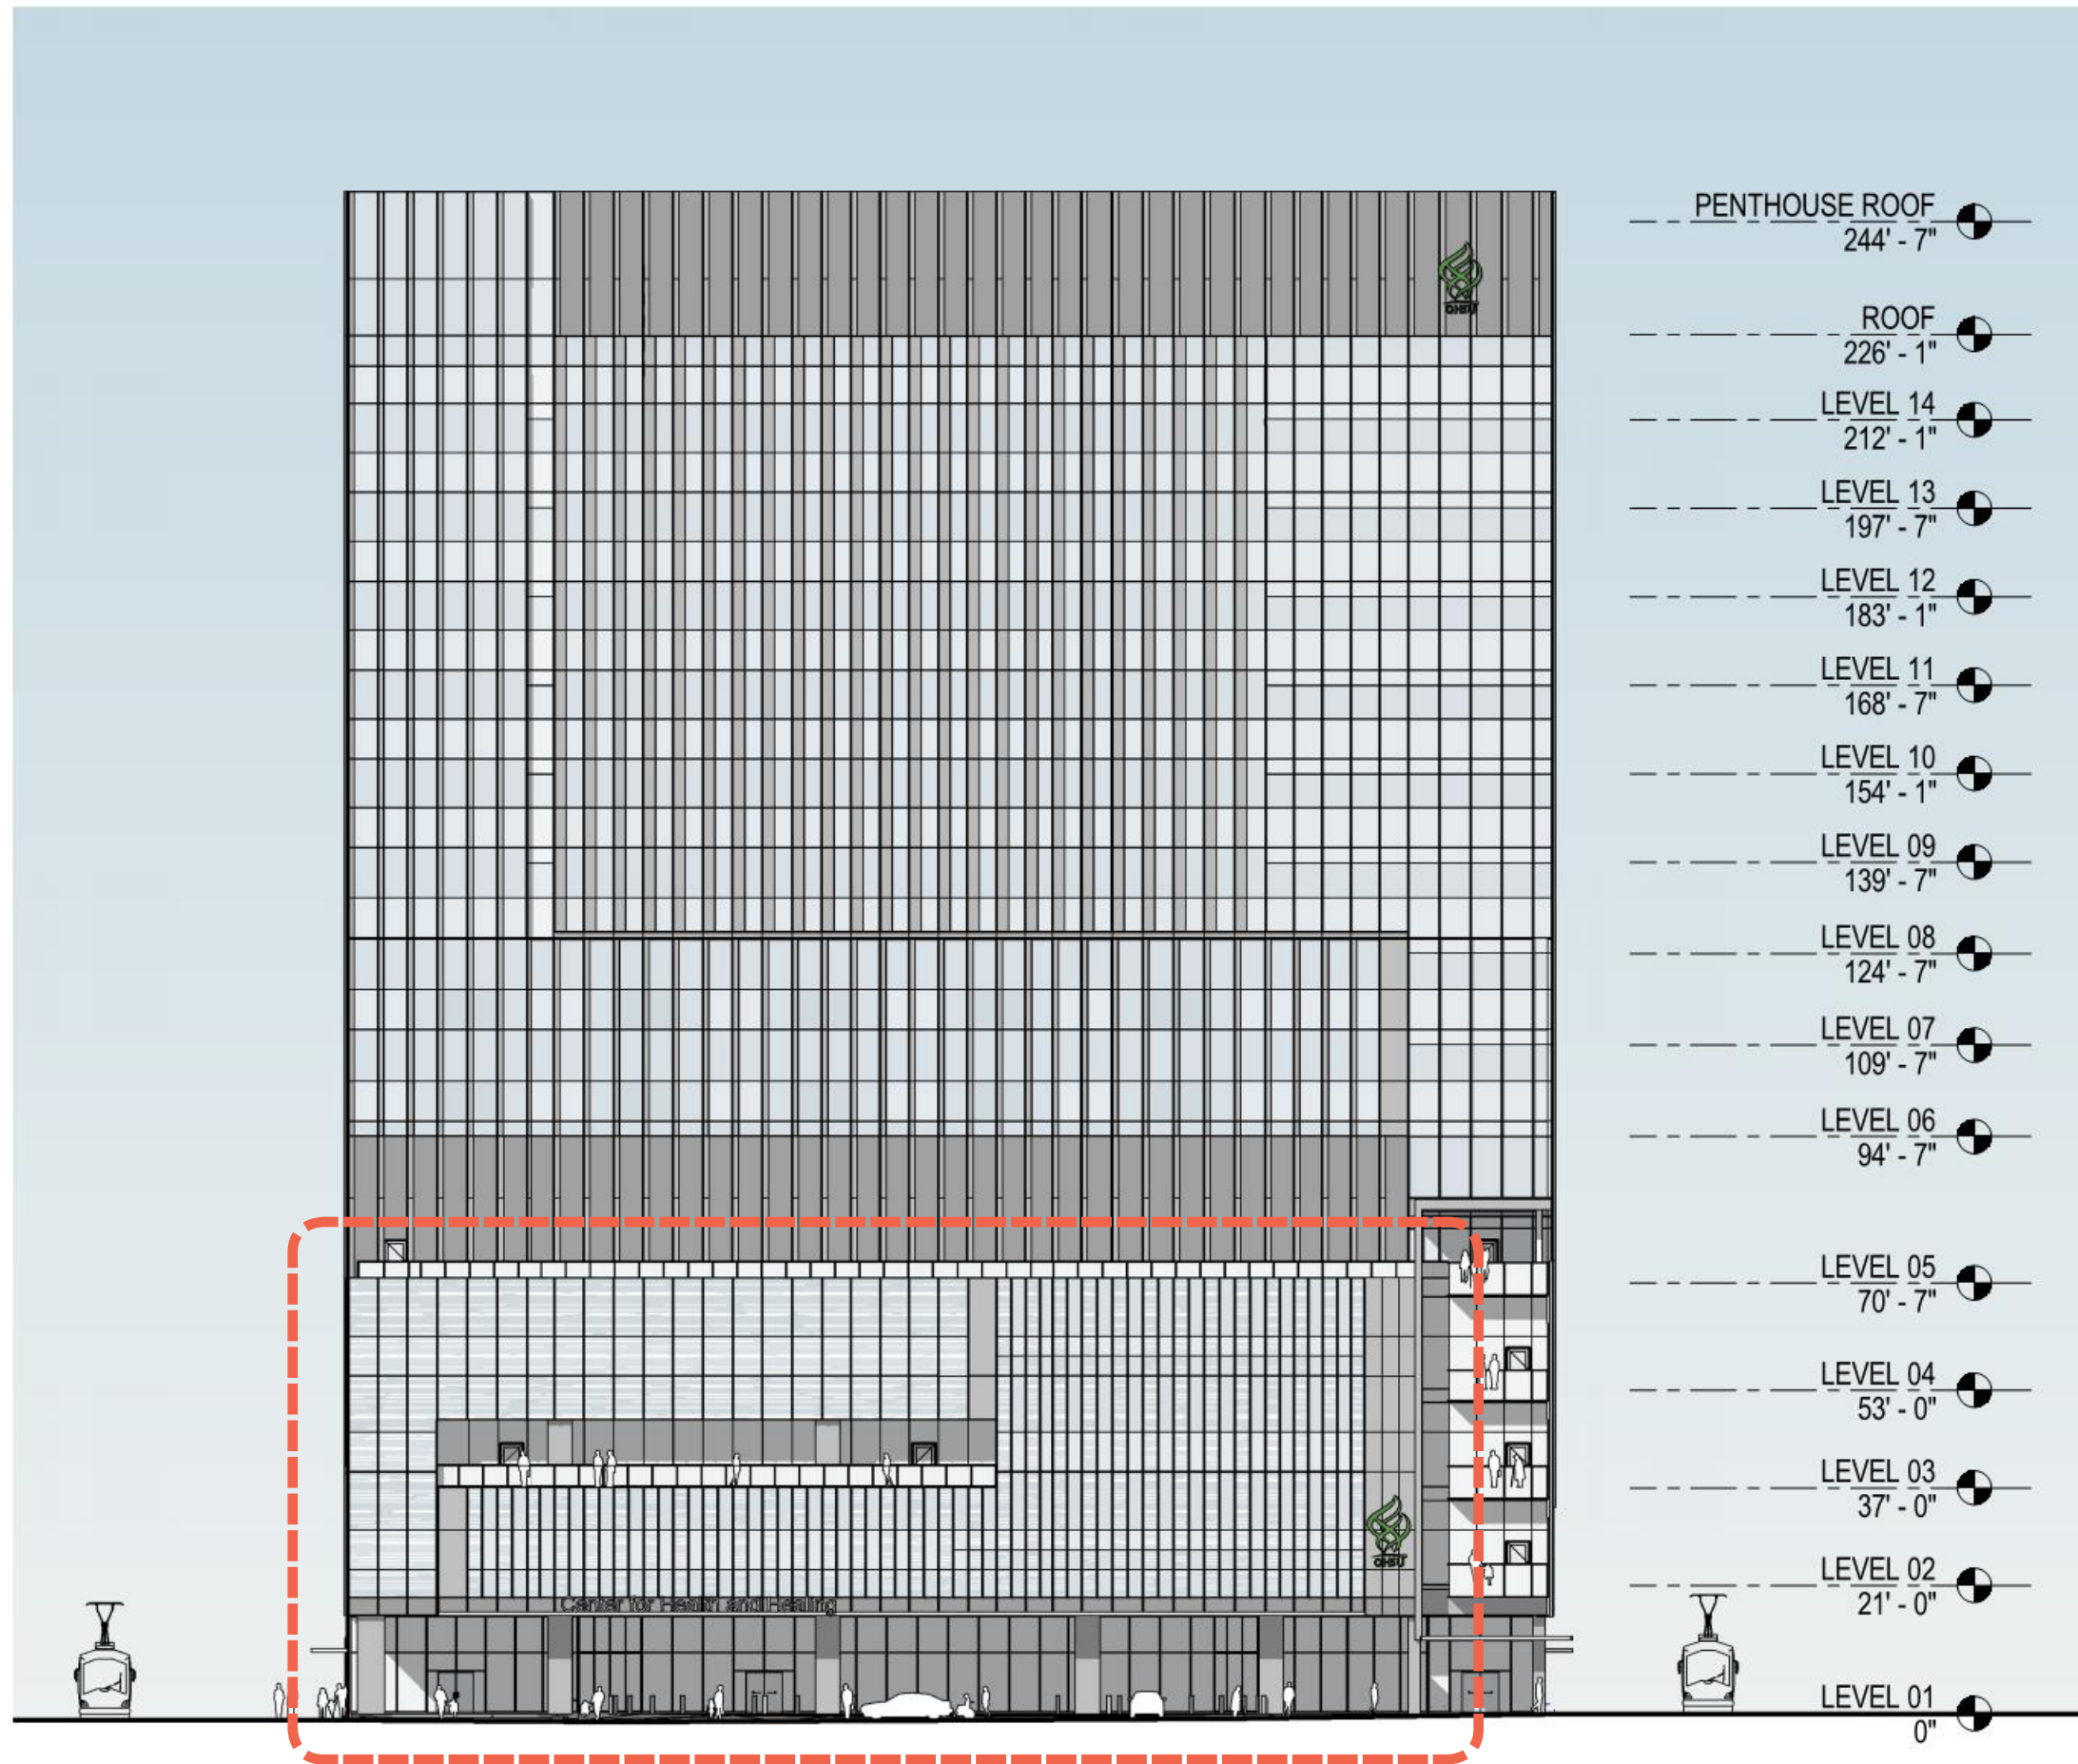 PENTHOUSE ROOF
244' - 7"
OHSU
ROOF
226' - 1"
LEVEL 14
212' - 1"
LEVEL 13
197' - 7"
LEVEL 12
183' - 1"
LEVEL 11
168' - 7"
LEVEL 10
154' - 1"
LEVEL 09
139' - 7"
LEVEL 08
124' - 7"
LEVEL 07
109' - 7"
LEVEL 06
94' - 7"
LEVEL 05
70' - 7"
LEVEL 04
53' - 0"
LEVEL 03
37' - 0"
OHSU
LEVEL 02
21' - 0"
Center for Health and Healing
LEVEL 01
0"